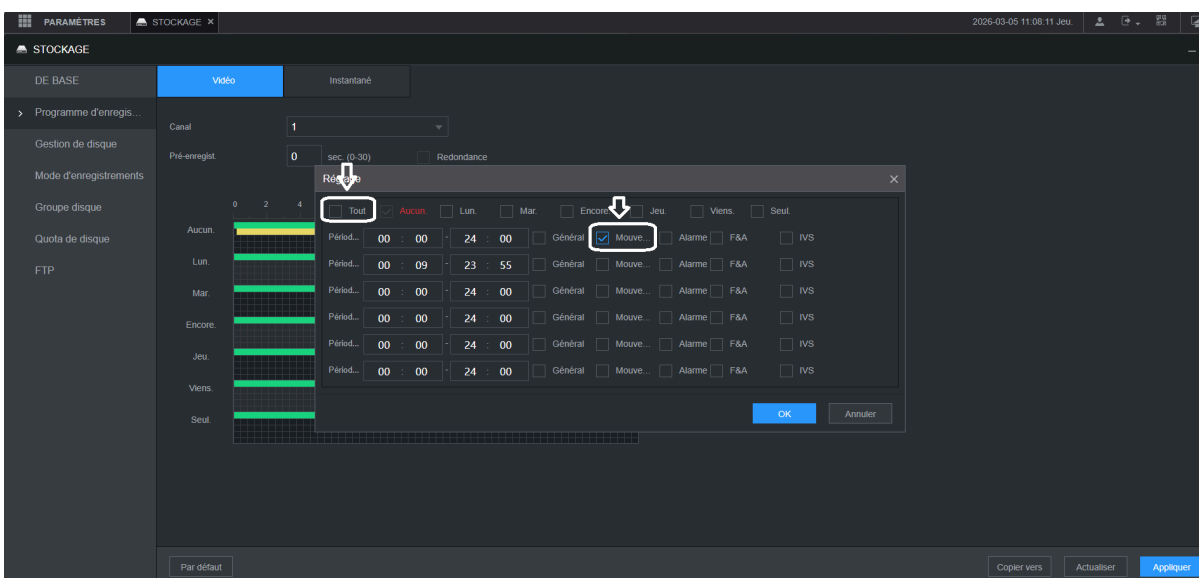 PARAMÈTRES STOCKAGE × 2026-03-05 11:08:11 Jeu.
STOCKAGE
DE BASE
Programme d'enregis...
Gestion de disque
Mode d'enregistrements
Groupe disque
Quota de disque
FTP
Vidéo Instantané
Canal 1
Pré-enregist. 0 sec. (0-30) Redondance
0 2 4
Aucun.
Lun.
Mar.
Encore.
Jeu.
Viens.
Seul.
Réglage
Tout Aucun. Lun. Mar. Encore. Jeu. Viens. Seul.
Périod... 00 : 00 - 24 : 00 Général Mouve... Alarme F&A IVS
Périod... 00 : 09 - 23 : 55 Général Mouve... Alarme F&A IVS
Périod... 00 : 00 - 24 : 00 Général Mouve... Alarme F&A IVS
Périod... 00 : 00 - 24 : 00 Général Mouve... Alarme F&A IVS
Périod... 00 : 00 - 24 : 00 Général Mouve... Alarme F&A IVS
Périod... 00 : 00 - 24 : 00 Général Mouve... Alarme F&A IVS
OK Annuler
Par défaut Copier vers Actualiser Appliquer